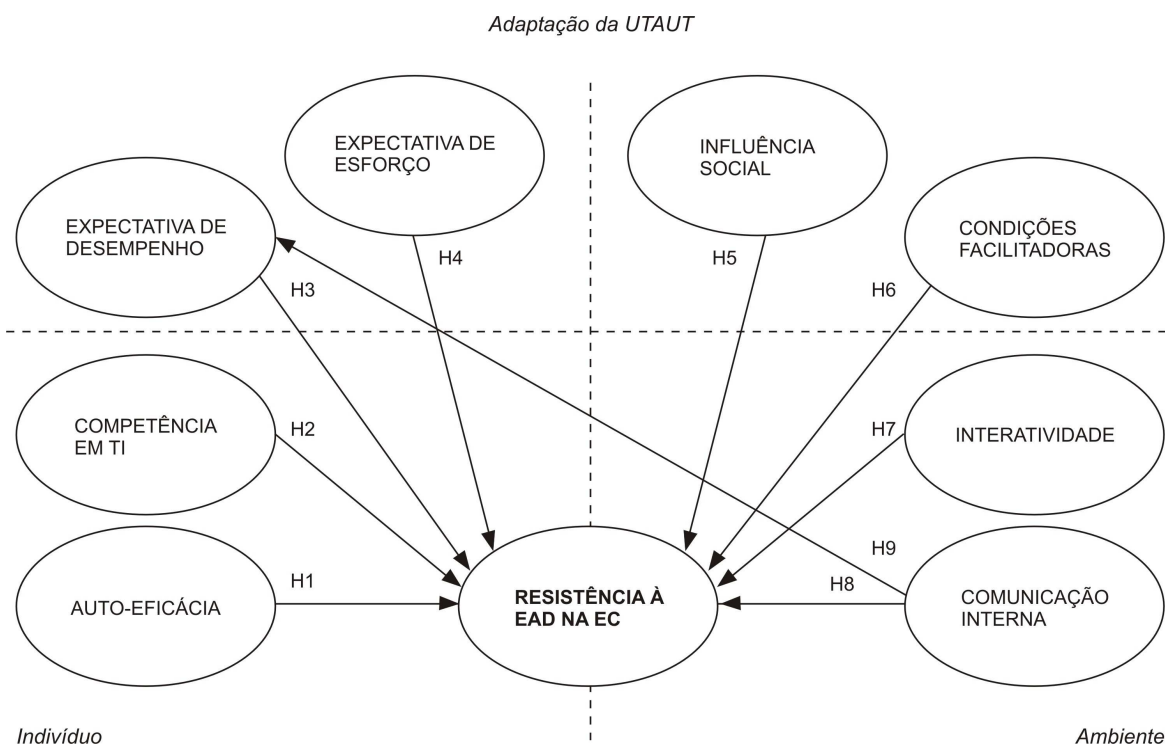 Adaptação da UTAUT
EXPECTATIVA DE
ESFORÇO
INFLUÊNCIA
SOCIAL
EXPECTATIVA DE
DESEMPENHO
CONDIÇÕES
FACILITADORAS
H4
H5
H3
H6
COMPETÊNCIA
EM TI
H2
H7
INTERATIVIDADE
H9
H1
H8
AUTO-EFICÁCIA
RESISTÊNCIA À
EAD NA EC
COMUNICAÇÃO
INTERNA
Indivíduo
Ambiente